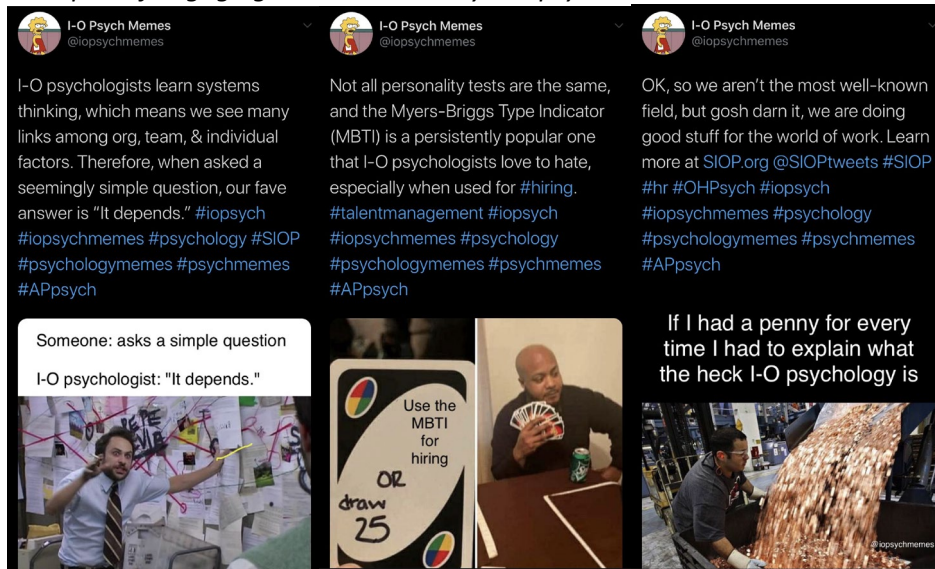 I-O Psych Memes
@iopsychmemes
I-O psychologists learn systems
thinking, which means we see many
links among org, team, & individual
factors. Therefore, when asked a
seemingly simple question, our fave
answer is “It depends.” #iopsych
#iopsychmemes #psychology #SIOP
#psychologymemes #psychmemes
#APpsych
Someone: asks a simple question
I-O psychologist: "It depends."
I-O Psych Memes
@iopsychmemes
Not all personality tests are the same,
and the Myers-Briggs Type Indicator
(MBTI) is a persistently popular one
that I-O psychologists love to hate,
especially when used for #hiring.
#talentmanagement #iopsych
#iopsychmemes #psychology
#psychologymemes #psychmemes
#APpsych
Use the
MBTI
for
hiring
OR
draw
25
I-O Psych Memes
@iopsychmemes
OK, so we aren’t the most well-known
field, but gosh darn it, we are doing
good stuff for the world of work. Learn
more at SIOP.org @SIOPtweets #SIOP
#hr #OHPsych #iopsych
#iopsychmemes #psychology
#psychologymemes #psychmemes
#APpsych
If I had a penny for every
time I had to explain what
the heck I-O psychology is
@iopsychmemes